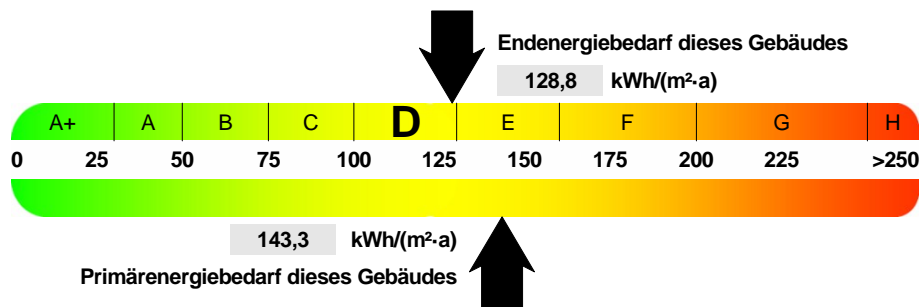 Endenergiebedarf dieses Gebäudes
128,8 kWh/(m²·a)
A+ A B C D E F G H
0 25 50 75 100 125 150 175 200 225 >250
143,3 kWh/(m²·a)
Primärenergiebedarf dieses Gebäudes